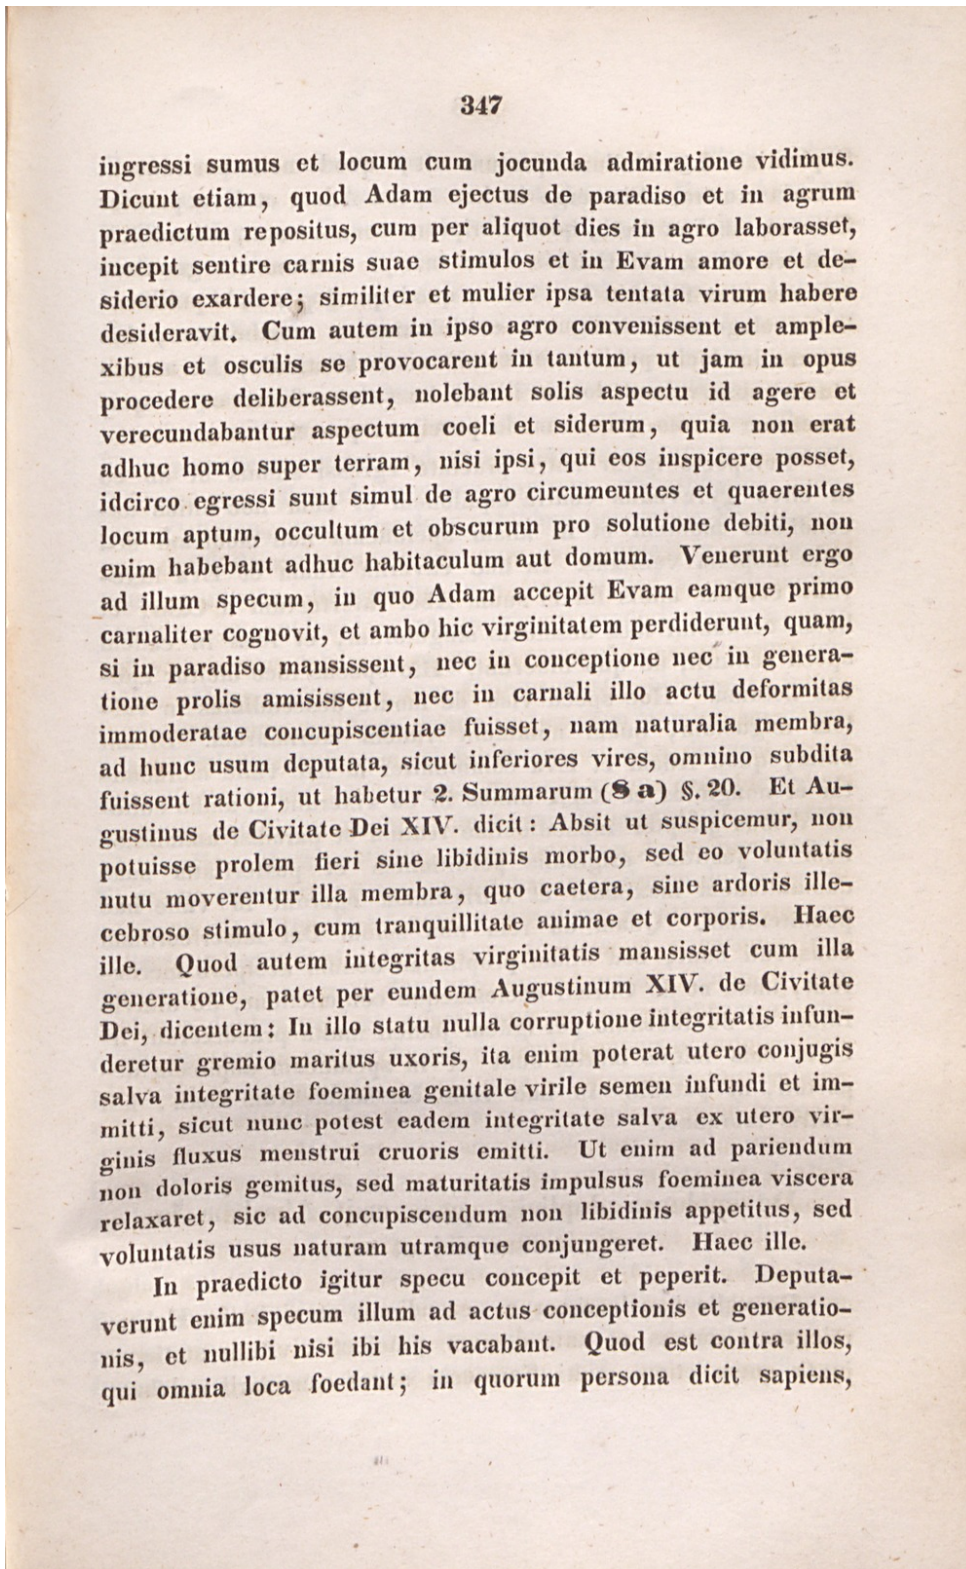 347
ingressi sumus et locum cum jocunda admiratione vidimus.
Dicunt etiam, quod Adam ejectus de paradiso et in agrum
praedictum repositus, cum per aliquot dies in agro laborasset,
incepit sentire carnis suae stimulos et in Evam amore et de-
siderio exardere; similiter et mulier ipsa tentata virum habere
desideravit. Cum autem in ipso agro convenissent et ample-
xibus et osculis se provocarent in tantum, ut jam in opus
procedere deliberassent, nolebant solis aspectu id agere et
verecundabantur aspectum coeli et siderum, quia non erat
adhuc homo super terram, nisi ipsi, qui eos inspicere posset,
idcirco egressi sunt simul de agro circumeuntes et quaerentes
locum aptum, occultum et obscurum pro solutione debiti, non
enim habebant adhuc habitaculum aut domum. Venerunt ergo
ad illum specum, in quo Adam accepit Evam eamque primo
carnaliter cognovit, et ambo hic virginitatem perdiderunt, quam,
si in paradiso mansissent, nec in conceptione nec in genera-
tione prolis amisissent, nec in carnali illo actu deformitas
immoderatae concupiscentiae fuisset, nam naturalia membra,
ad hunc usum deputata, sicut inferiores vires, omnino subdita
fuissent rationi, ut habetur 2. Summarum (S a) §. 20. Et Au-
gustinus de Civitate Dei XIV. dicit: Absit ut suspicemur, non
potuisse prolem fieri sine libidinis morbo, sed eo voluntatis
nutu moverentur illa membra, quo caetera, sine ardoris ille-
cebroso stimulo, cum tranquillitate animae et corporis. Haec
ille. Quod autem integritas virginitatis mansisset cum illa
generatione, patet per eundem Augustinum XIV. de Civitate
Dei, dicentem: In illo statu nulla corruptione integritatis infun-
deretur gremio maritus uxoris, ita enim poterat utero conjugis
salva integritate foeminea genitale virile semen infundi et im-
mitti, sicut nunc potest eadem integritate salva ex utero vir-
ginis fluxus menstrui cruoris emitti. Ut enim ad pariendum
non doloris gemitus, sed maturitatis impulsus foeminea viscera
relaxaret, sic ad concupiscendum non libidinis appetitus, sed
voluntatis usus naturam utramque conjungeret. Haec ille.
In praedicto igitur specu concepit et peperit. Deputa-
verunt enim specum illum ad actus conceptionis et generatio-
nis, et nullibi nisi ibi his vacabant. Quod est contra illos,
qui omnia loca foedant; in quorum persona dicit sapiens,